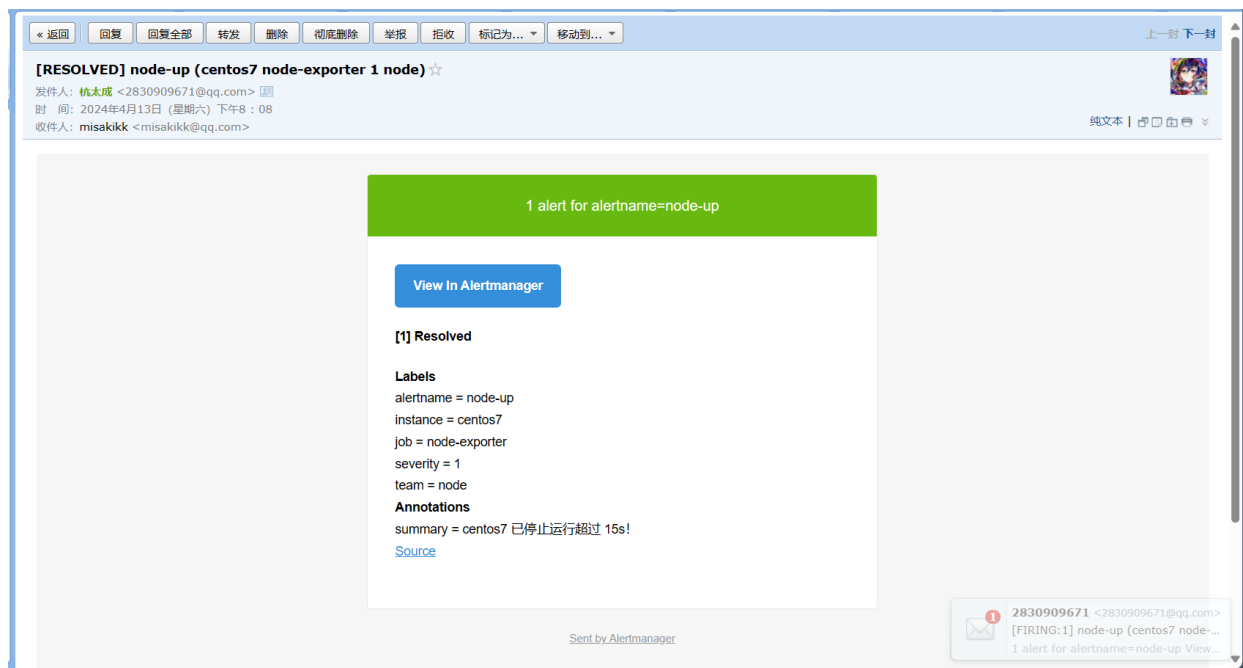 « 返回 回复 回复全部 转发 删除 彻底删除 举报 拒收 标记为... 移动到... 上一封 下一封
[RESOLVED] node-up (centos7 node-exporter 1 node)
发件人: 杭太成 <2830909671@qq.com>
时 间: 2024年4月13日 (星期六) 下午8:08
收件人: misakikk <misakikk@qq.com>
纯文本 |
1 alert for alertname=node-up
View In Alertmanager
[1] Resolved
Labels
alertname = node-up
instance = centos7
job = node-exporter
severity = 1
team = node
Annotations
summary = centos7 已停止运行超过 15s!
Source
Sent by Alertmanager
1
2830909671 <2830909671@qq.com>
[FIRING:1] node-up (centos7 node-...
1 alert for alertname=node-up View...